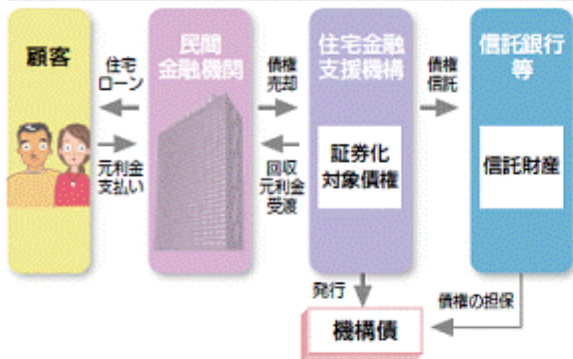 顧客
住宅
ローン
元利金
支払い
民間
金融機関
債権
売却
回収
元利金
受渡
住宅金融
支援機構
証券化
対象債権
債権
信託
信託銀行
等
信託財産
発行
機構債
債権の担保